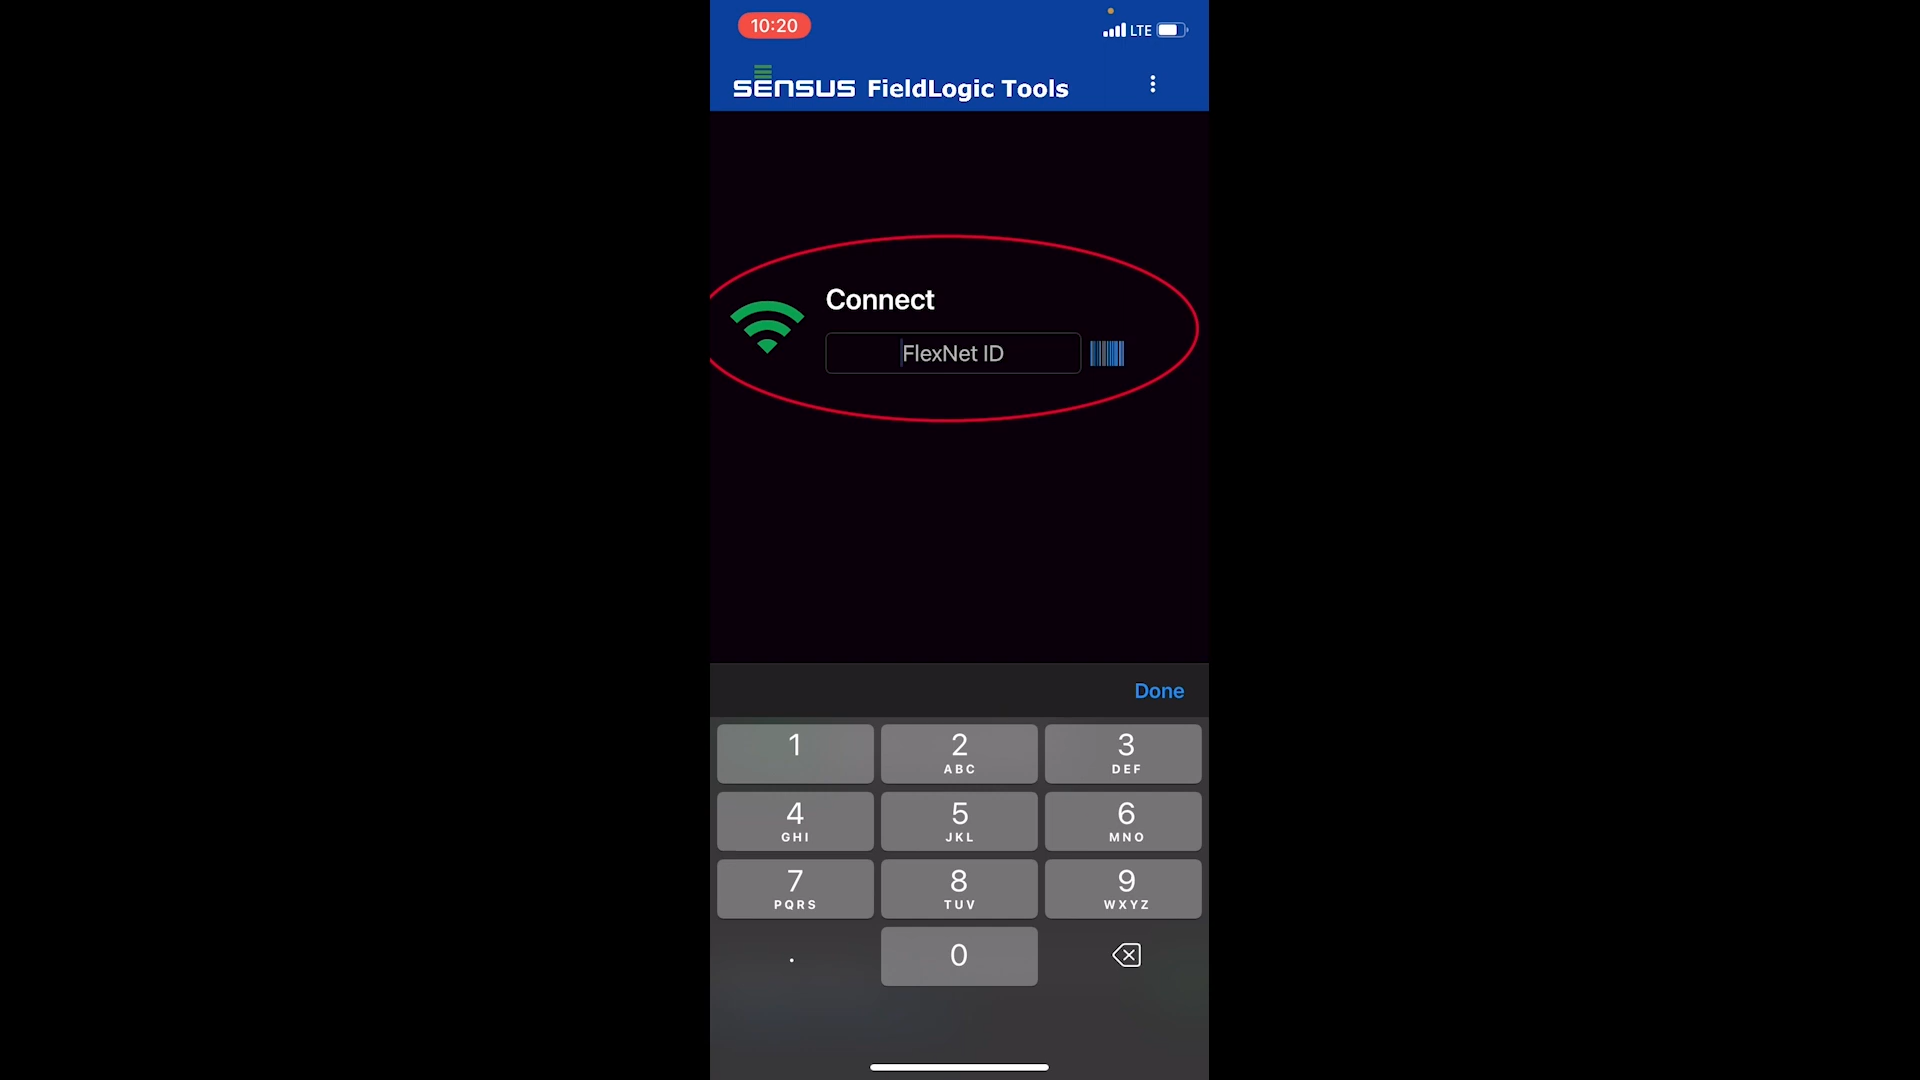 10:20
LTE
SENSUS FieldLogic Tools
Connect
FlexNet ID
Done
1
2
ABC
3
DEF
4
GHI
5
JKL
6
MNO
7
PQRS
8
TUV
9
WXYZ
.
0